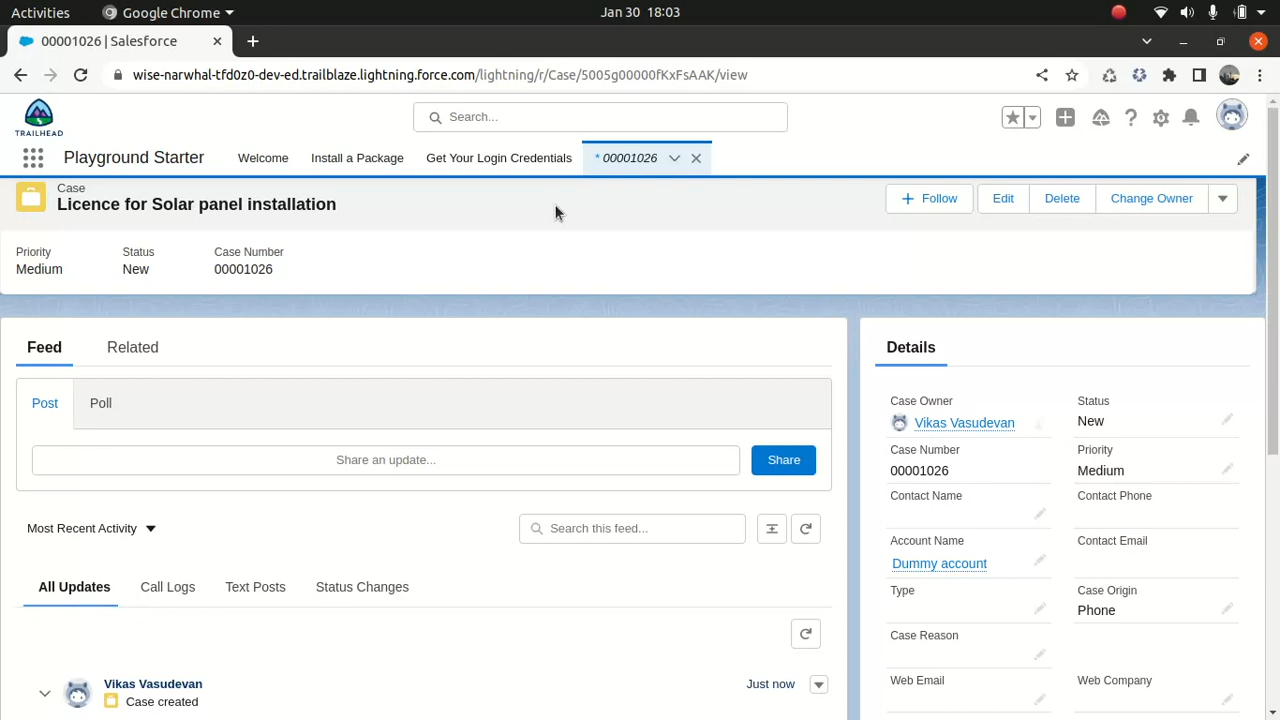 Activities
Google Chrome
Jan 30 18:03
00001026 | Salesforce
wise-narwhal-tfd0z0-dev-ed.trailblaze.lightning.force.com/lightning/r/Case/5005g00000fKxFsAAK/view
TRAILHEAD
Search...
Playground Starter
Welcome
Install a Package
Get Your Login Credentials
* 00001026
Case
Licence for Solar panel installation
Follow
Edit
Delete
Change Owner
Priority
Medium
Status
New
Case Number
00001026
Feed
Related
Post
Poll
Share an update...
Share
Most Recent Activity
Search this feed...
All Updates
Call Logs
Text Posts
Status Changes
Vikas Vasudevan
Case created
Just now
Details
Case Owner
Vikas Vasudevan
Status
New
Case Number
00001026
Priority
Medium
Contact Name
Contact Phone
Account Name
Dummy account
Contact Email
Type
Case Origin
Phone
Case Reason
Web Email
Web Company